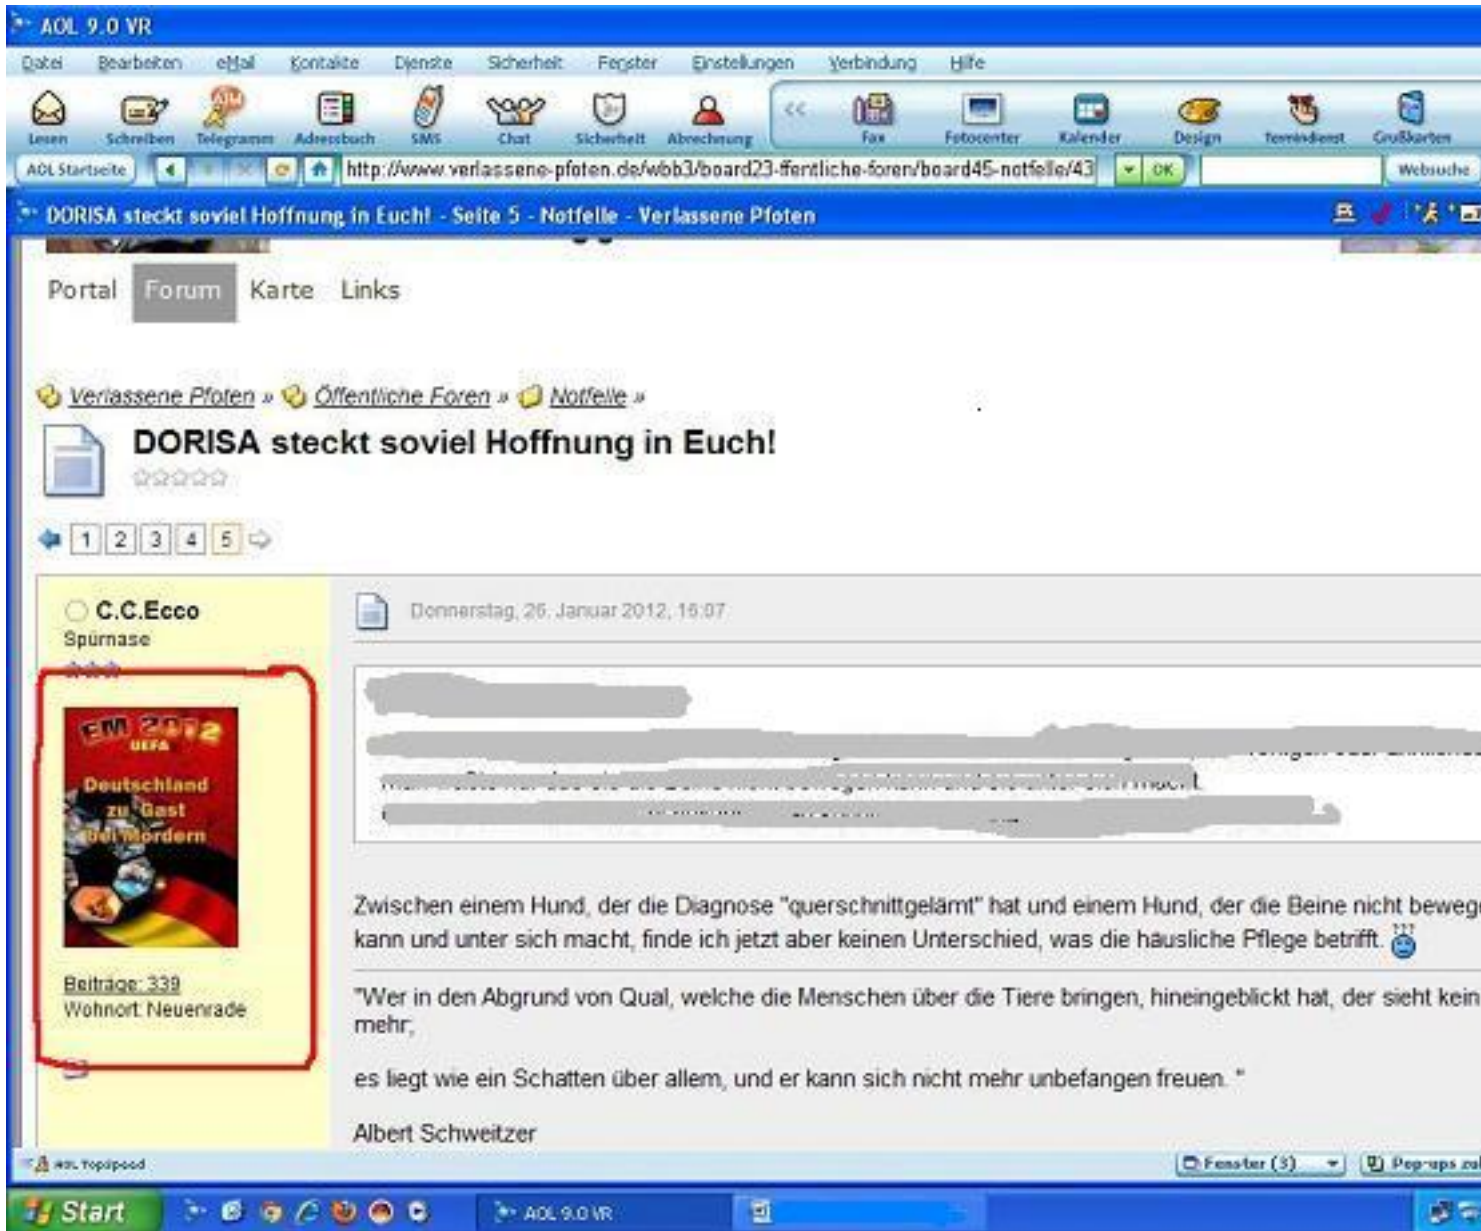 AOL 9.0 VR
Datei Bearbeiten eMail Kontakte Dienste Sicherheit Fenster Einstellungen Verbindung Hilfe
Lesen Schreiben Telegramm Adressbuch SMS Chat Sicherheit Abrechnung << Fax Fotocenter Kalender Design Termindienst Grußkarten
AOL Startseite http://www.verlassene-pfoten.de/wbb3/board23-ffentliche-foren/board45-notfelle/43 OK Websuche
DORISA steckt soviel Hoffnung in Euch! - Seite 5 - Notfelle - Verlassene Pfoten
Portal Forum Karte Links
Verlassene Pfoten » Öffentliche Foren » Notfelle »
DORISA steckt soviel Hoffnung in Euch!
1 2 3 4 5
C.C.Ecco
Spürnase
Donnerstag, 26. Januar 2012, 16:07
EM 2012
UEFA
Deutschland
zu Gast
bei Mördern
Beiträge: 339
Wohnort: Neuenrade
Zwischen einem Hund, der die Diagnose "querschnittgelämt" hat und einem Hund, der die Beine nicht bewege
kann und unter sich macht, finde ich jetzt aber keinen Unterschied, was die häusliche Pflege betrifft.
"Wer in den Abgrund von Qual, welche die Menschen über die Tiere bringen, hineingeblickt hat, der sieht kein
mehr;
es liegt wie ein Schatten über allem, und er kann sich nicht mehr unbefangen freuen. "
Albert Schweitzer
AOL TopSpeed Fenster (3) Pop-ups zul
Start AOL 9.0 VR